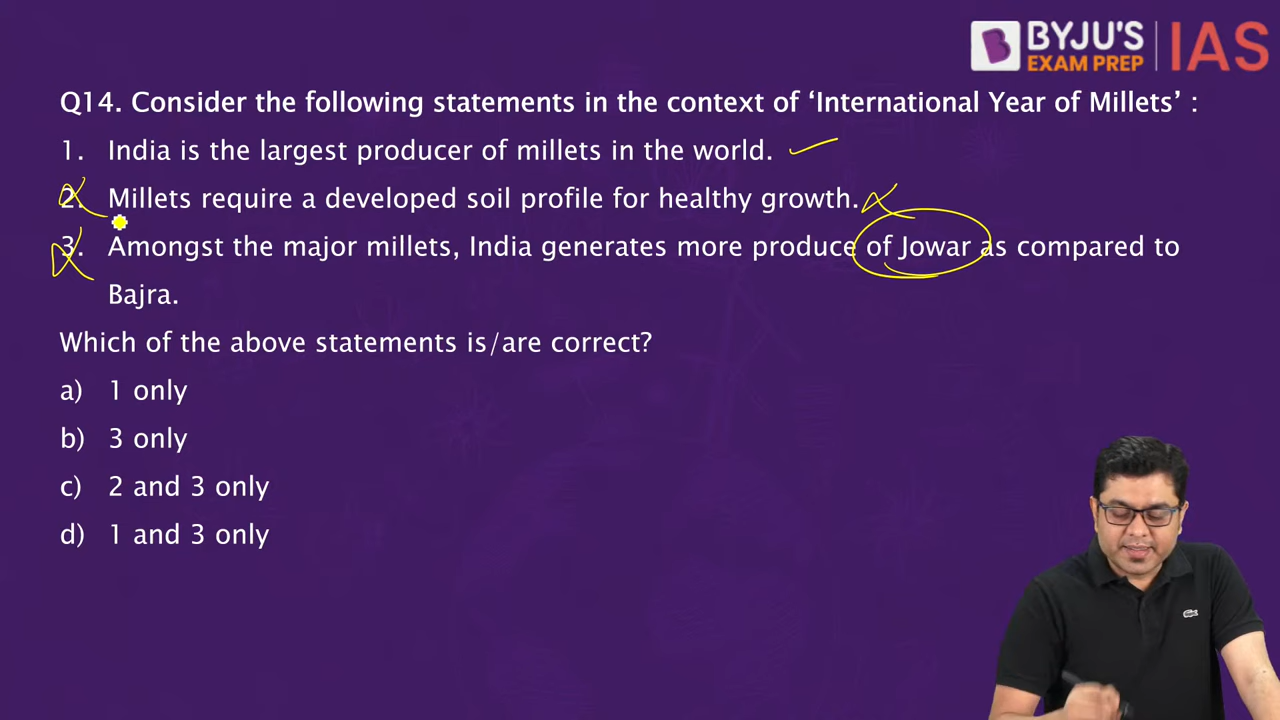 BYJU'S
EXAM PREP
IAS
Q14. Consider the following statements in the context of ‘International Year of Millets’ :
1. India is the largest producer of millets in the world.
2. Millets require a developed soil profile for healthy growth.
3. Amongst the major millets, India generates more produce of Jowar as compared to
Bajra.
Which of the above statements is/are correct?
a) 1 only
b) 3 only
c) 2 and 3 only
d) 1 and 3 only